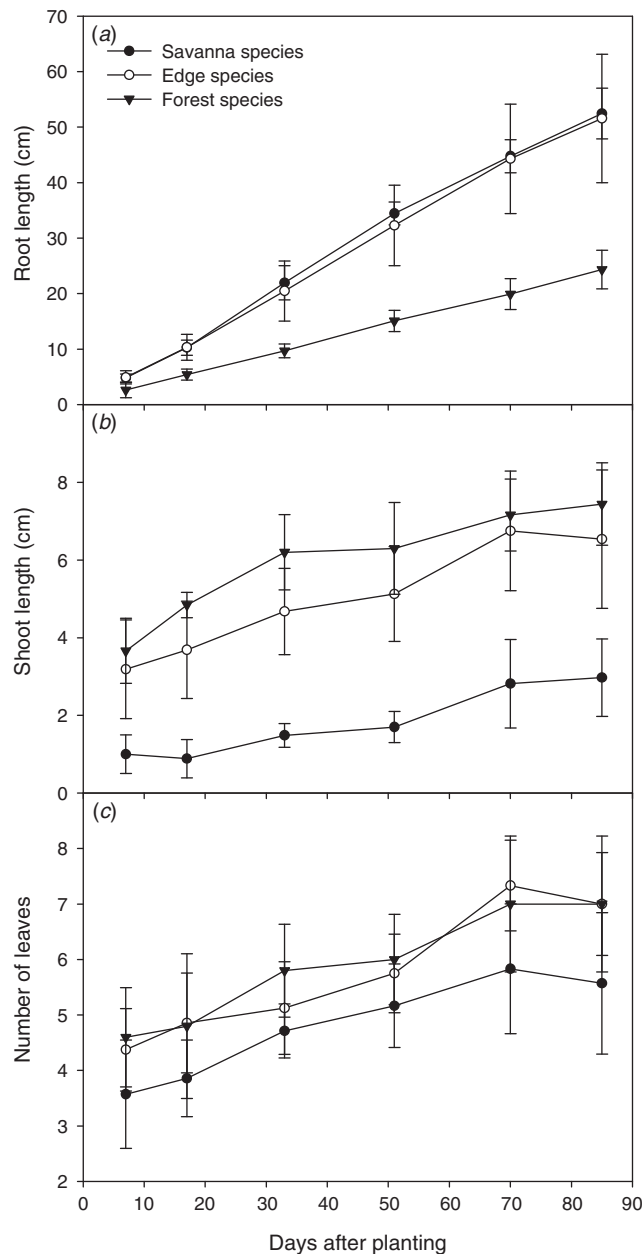 (a)
Savanna species
Edge species
Forest species
Root length (cm)
70
60
50
40
30
20
10
0
(b)
Shoot length (cm)
8
6
4
2
0
(c)
Number of leaves
8
7
6
5
4
3
2
0 10 20 30 40 50 60 70 80 90
Days after planting